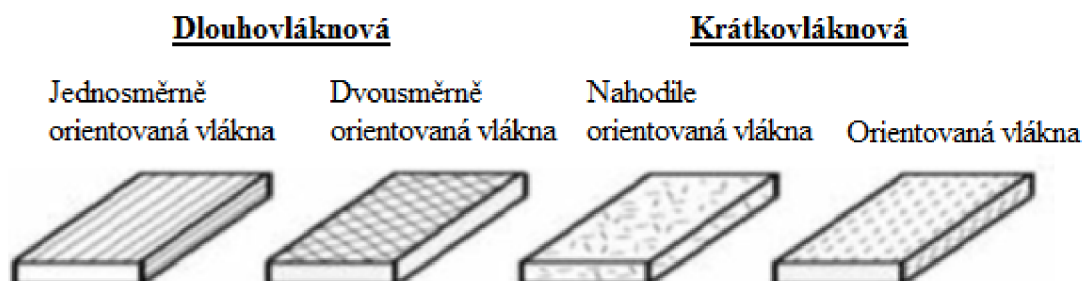 Dlouhovláknová
Krátkovláknová
Jednosměrně
orientovaná vlákna
Dvousměrně
orientovaná vlákna
Nahodile
orientovaná vlákna
Orientovaná vlákna